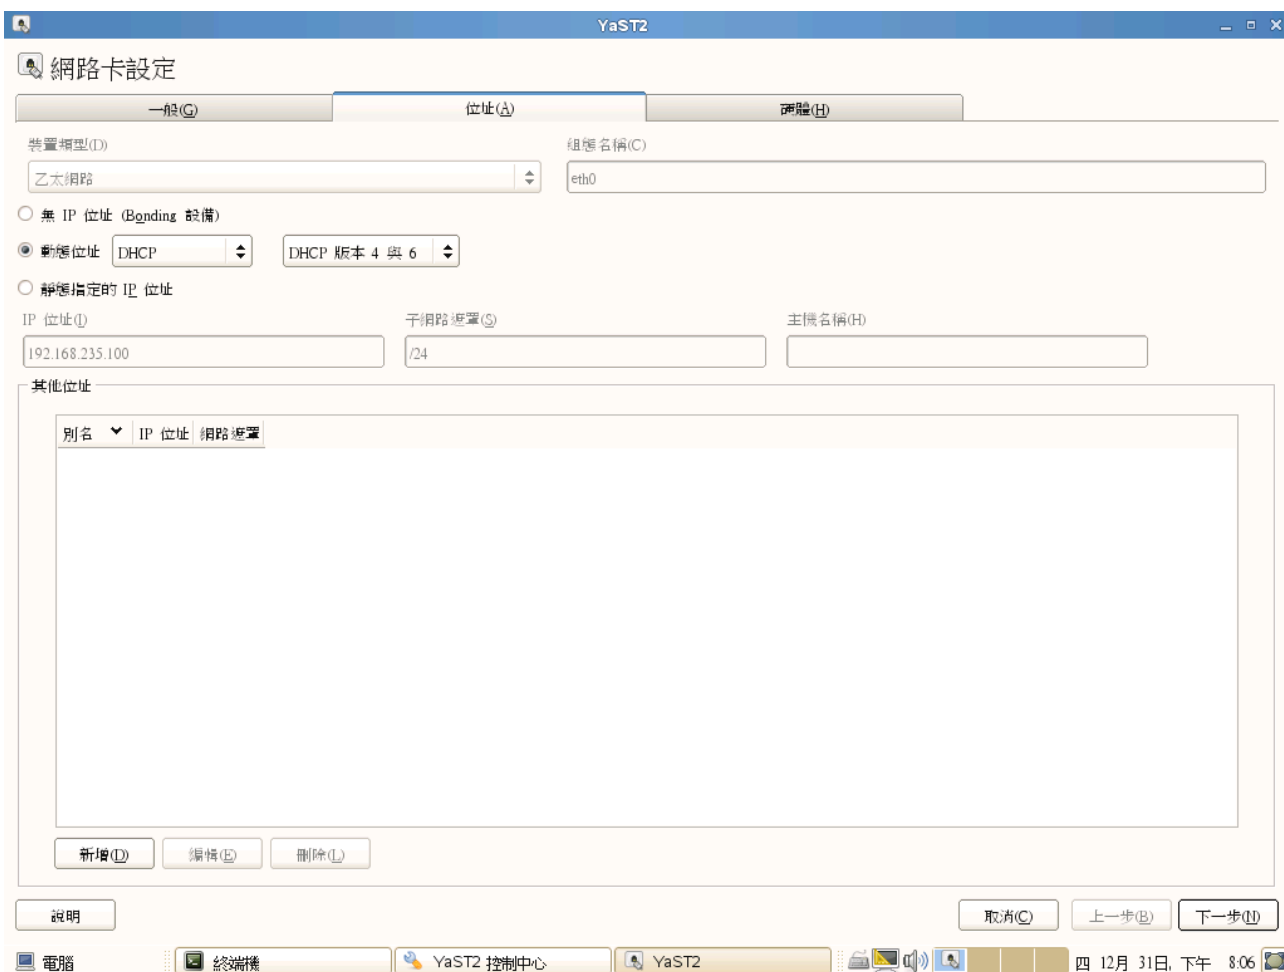 YaST2
網路卡設定
一般(G) 位址(A) 硬體(H)
裝置類型(D) 組態名稱(C)
乙太網路 eth0
無 IP 位址 (Bonding 設備)
動態位址 DHCP DHCP 版本 4 與 6
靜態指定的 IP 位址
IP 位址(I) 子網路遮罩(S) 主機名稱(H)
192.168.235.100 /24
其他位址
別名 IP 位址 網路遮罩
新增(D) 編輯(E) 刪除(L)
說明 取消(C) 上一步(B) 下一步(N)
電腦 終端機 YaST2 控制中心 YaST2 四 12月 31日, 下午 8:06